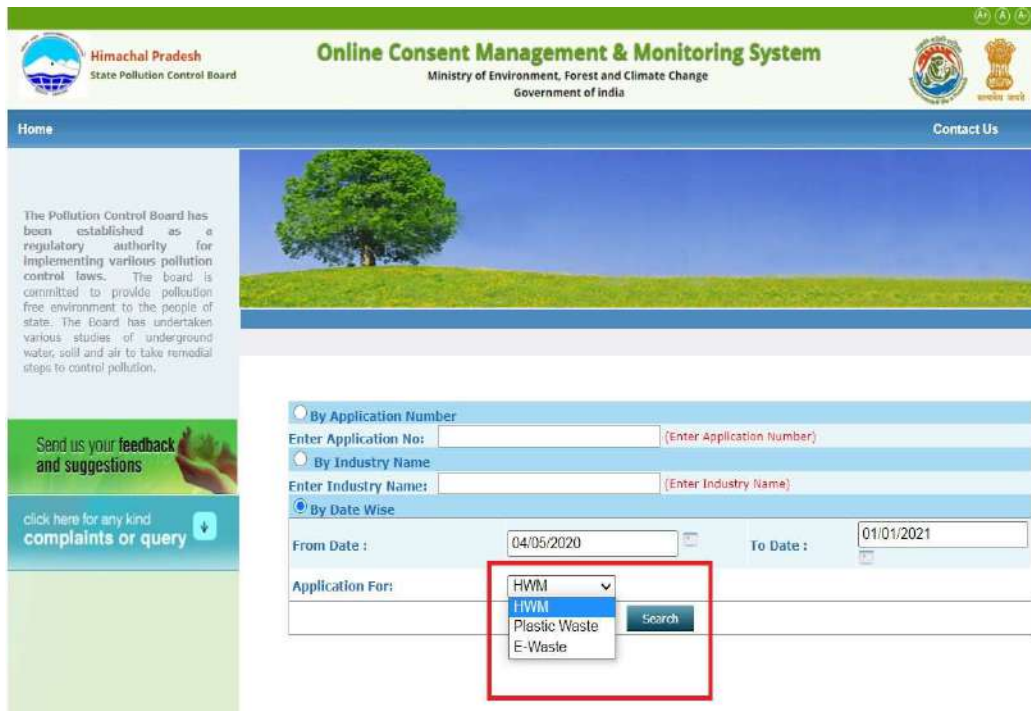 A+ A A-
Himachal Pradesh
State Pollution Control Board
Online Consent Management & Monitoring System
Ministry of Environment, Forest and Climate Change
Government of india
सत्यमेव जयते
Home
Contact Us
The Pollution Control Board has
been established as a
regulatory authority for
implementing variious pollution
control laws. The board is
committed to provide polloution
free environment to the people of
state. The Board has undertaken
various studies of underground
water, soill and air to take remedial
steps to control pollution.
Send us your feedback
and suggestions
click here for any kind
complaints or query
By Application Number
Enter Application No: (Enter Application Number)
By Industry Name
Enter Industry Name: (Enter Industry Name)
By Date Wise
From Date : 04/05/2020 To Date : 01/01/2021
Application For: HWM
HWM
Plastic Waste
E-Waste
Search